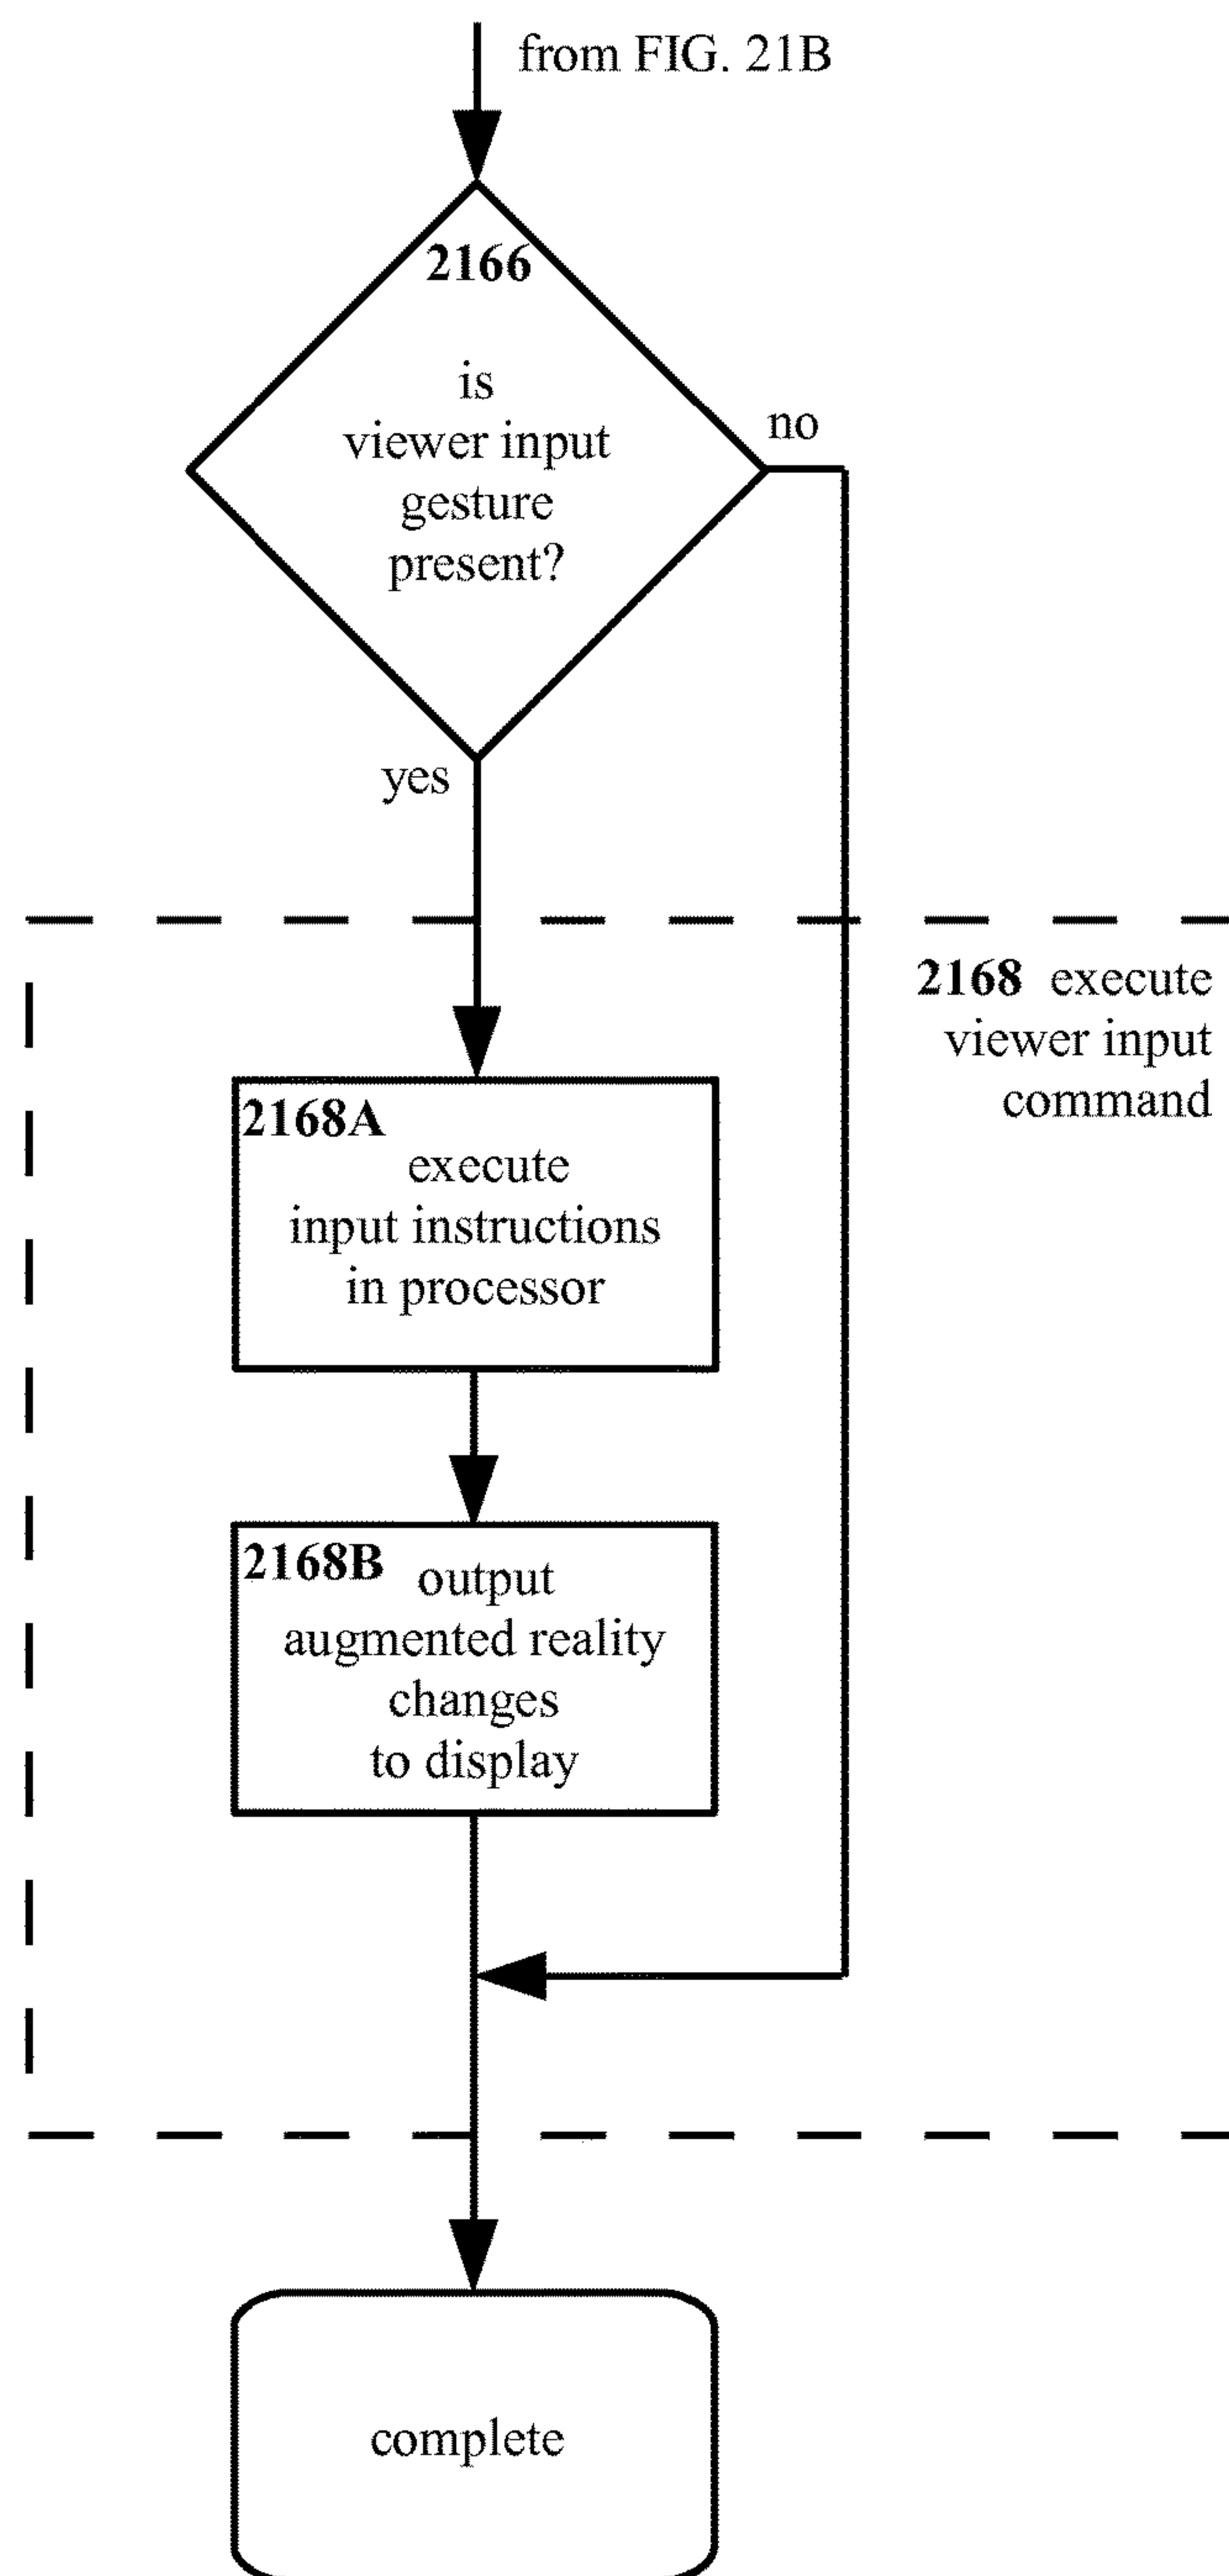 from FIG. 21B
2166
is
viewer input
gesture
present?
no
yes
2168 execute
viewer input
command
2168A
execute
input instructions
in processor
2168B output
augmented reality
changes
to display
complete